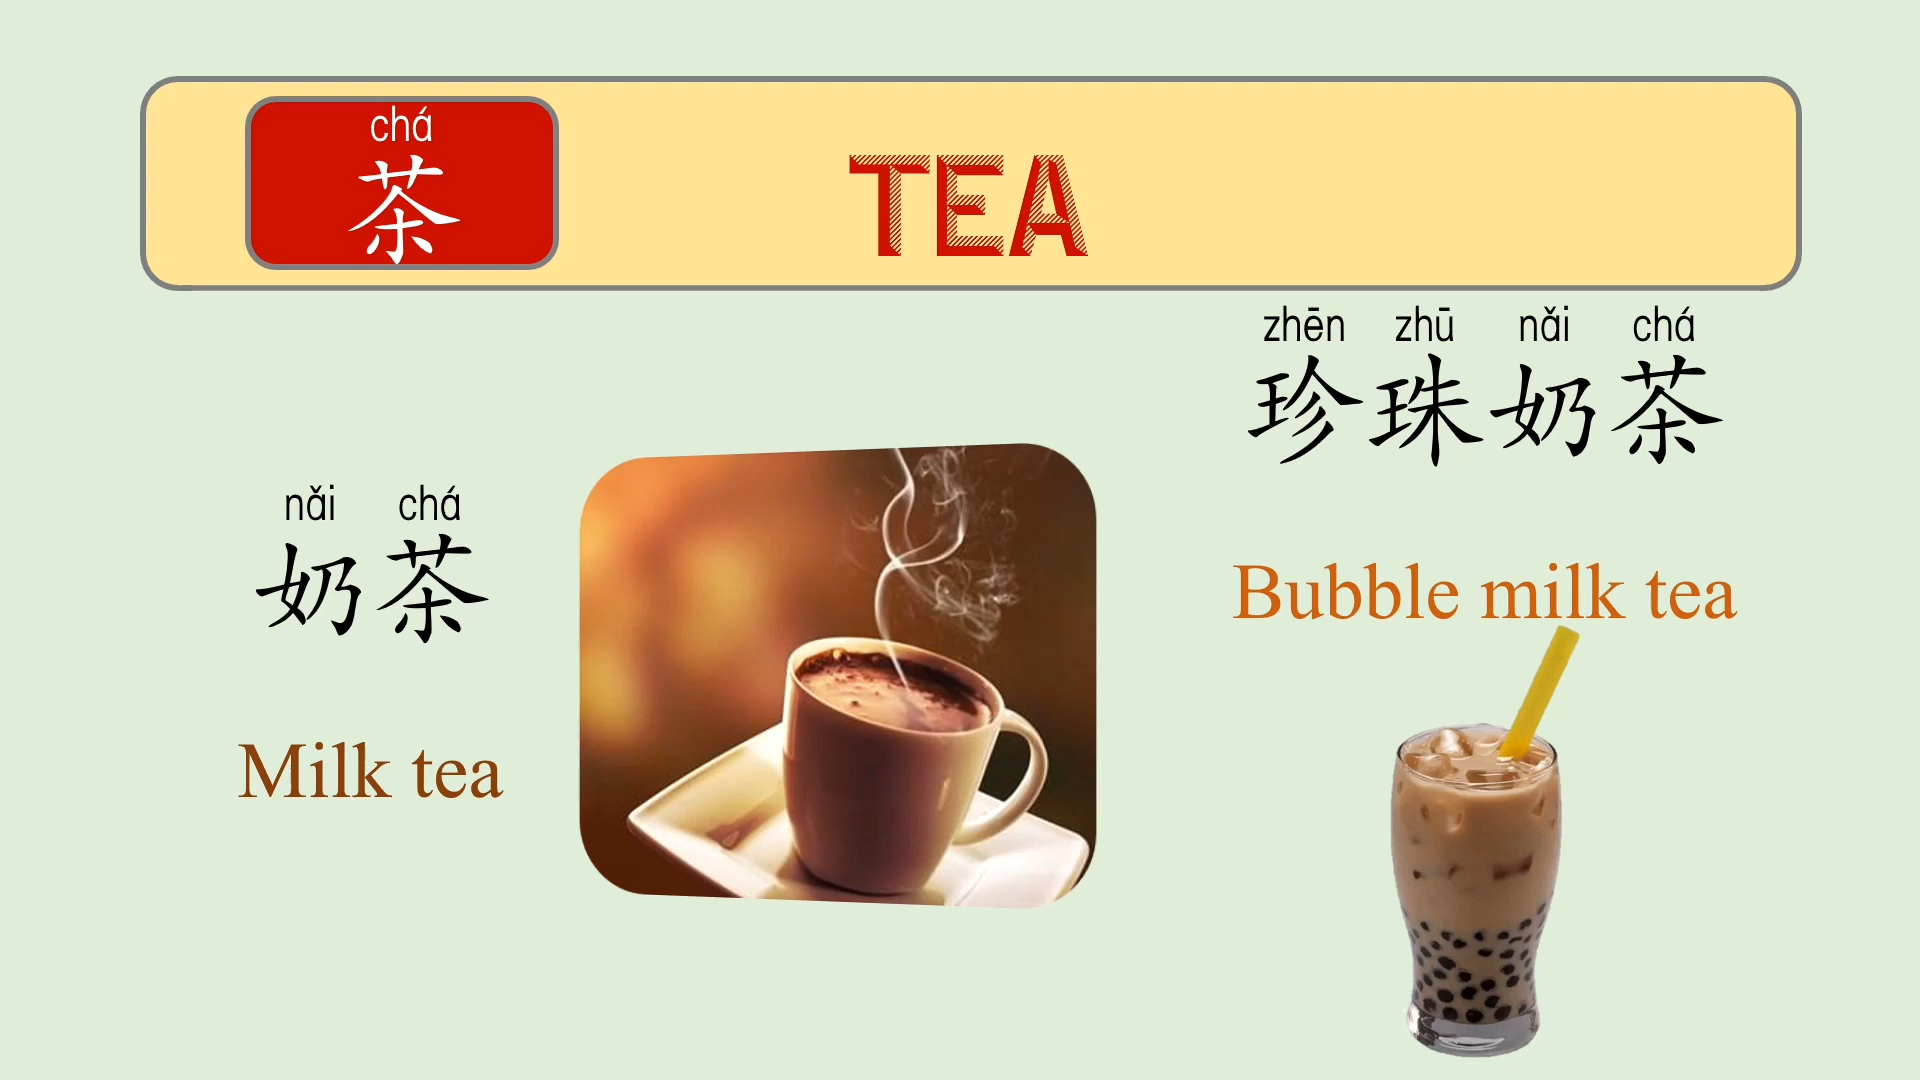 chá
茶
TEA
zhēn zhū nǎi chá
珍珠奶茶
nǎi chá
奶茶
Bubble milk tea
Milk tea